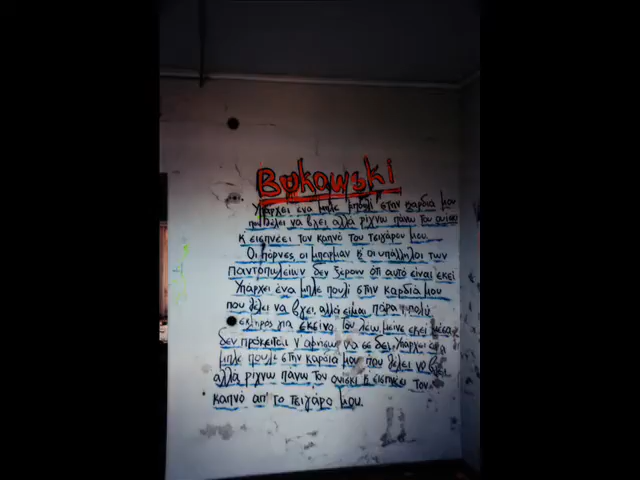 Bukowski
Υπάρχει ένα μπλε πουλί στην καρδιά μου
που θέλει να βγει αλλά ρίχνω πάνω του ουίσκι
κ εισπνέει τον καπνό του τσιγάρου μου.
Οι πόρνες, οι μπάρμαν κ' οι υπάλληλοι των
Παντοπωλείων δεν ξέρουν ότι αυτό είναι εκεί
Υπάρχει ένα μπλε πουλί στην καρδιά μου
που θέλει να βγει, αλλά είμαι πάρα πολύ
σκληρός για εκείνο. Του λέω, μείνε εκεί μέσα,
δεν πρόκειται ν' αφήσω να σε δει. Υπάρχει ένα
μπλε πουλί στην καρδιά μου που θέλει να βγει
αλλά ρίχνω πάνω του ουίσκι κ εισπνέει τον
καπνό απ' το τσιγάρο μου.